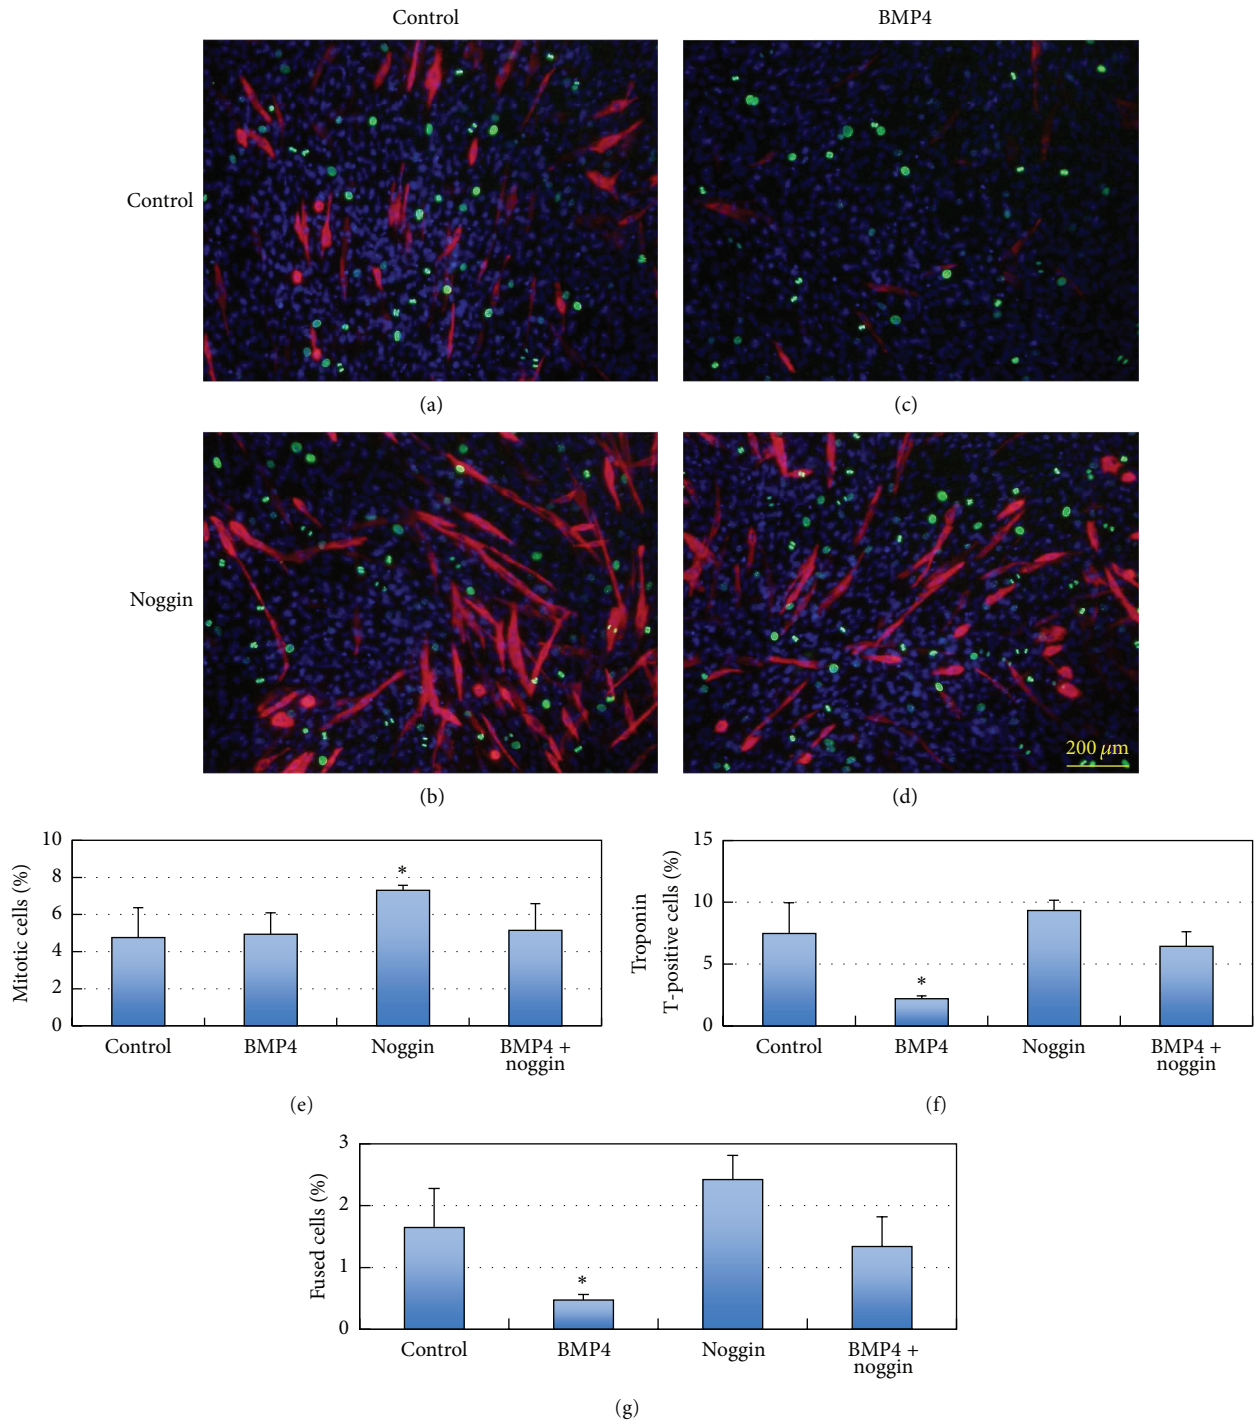 Control
BMP4
Control
(a)
(c)
Noggin
200 μm
(b)
(d)
10
8
6
4
2
0
Mitotic cells (%)
*
Control
BMP4
Noggin
BMP4 +
noggin
(e)
15
10
5
0
Troponin
T-positive cells (%)
*
Control
BMP4
Noggin
BMP4 +
noggin
(f)
3
2
1
0
Fused cells (%)
*
Control
BMP4
Noggin
BMP4 +
noggin
(g)